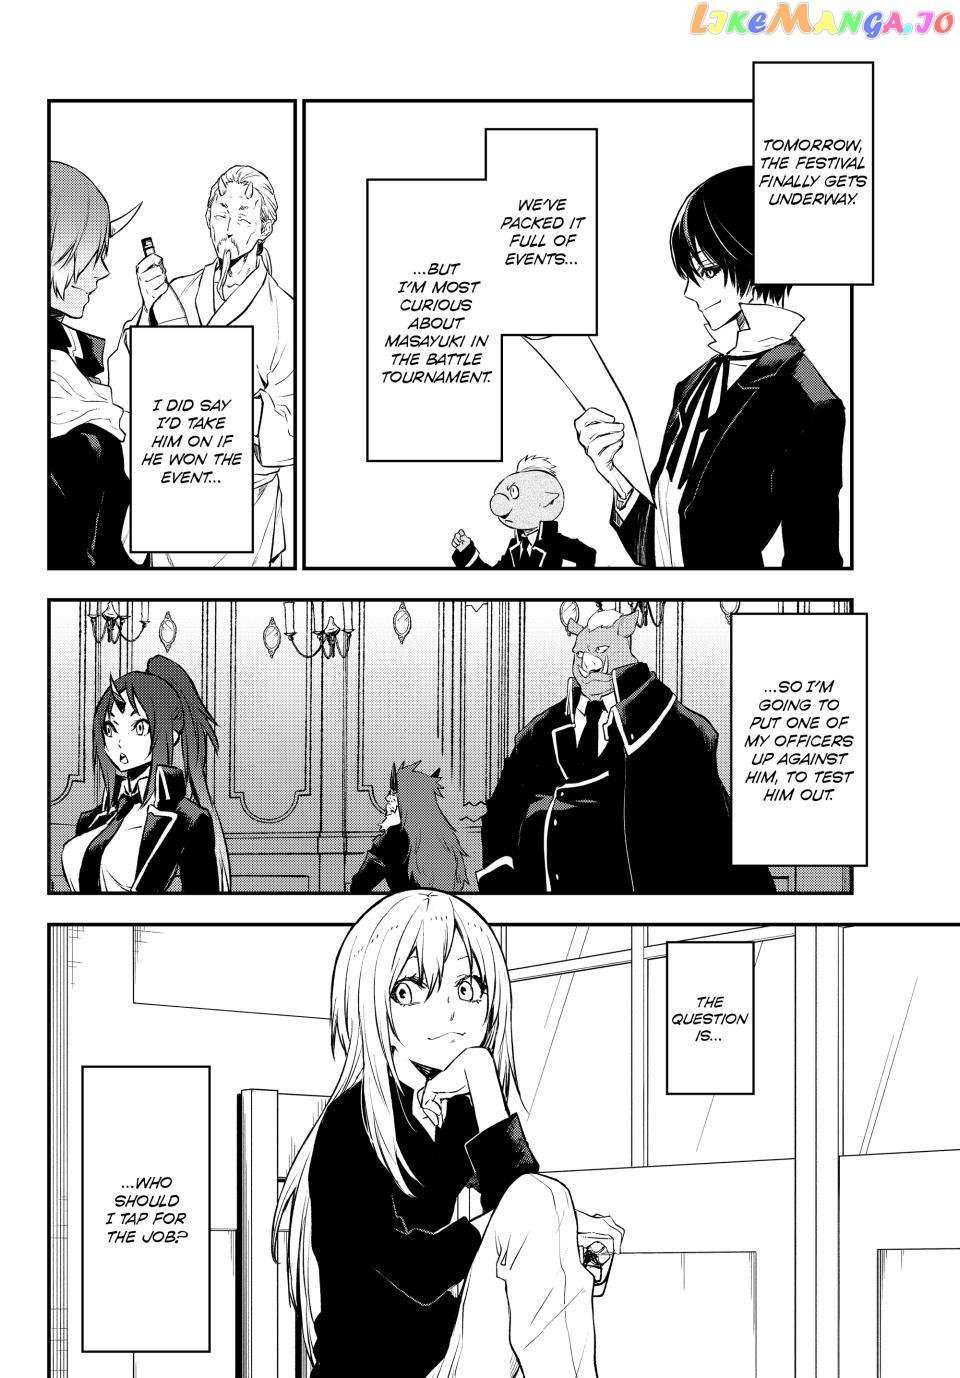 LIKEMANGA.IO
TOMORROW,
THE FESTIVAL
FINALLY GETS
UNDERWAY.
WE'VE
PACKED IT
FULL OF
EVENTS...
...BUT
I'M MOST
CURIOUS
ABOUT
MASAYUKI IN
THE BATTLE
TOURNAMENT.
I DID SAY
I'D TAKE
HIM ON IF
HE WON THE
EVENT...
...SO I'M
GOING TO
PUT ONE OF
MY OFFICERS
UP AGAINST
HIM, TO TEST
HIM OUT.
THE
QUESTION
IS...
...WHO
SHOULD
I TAP FOR
THE JOB?